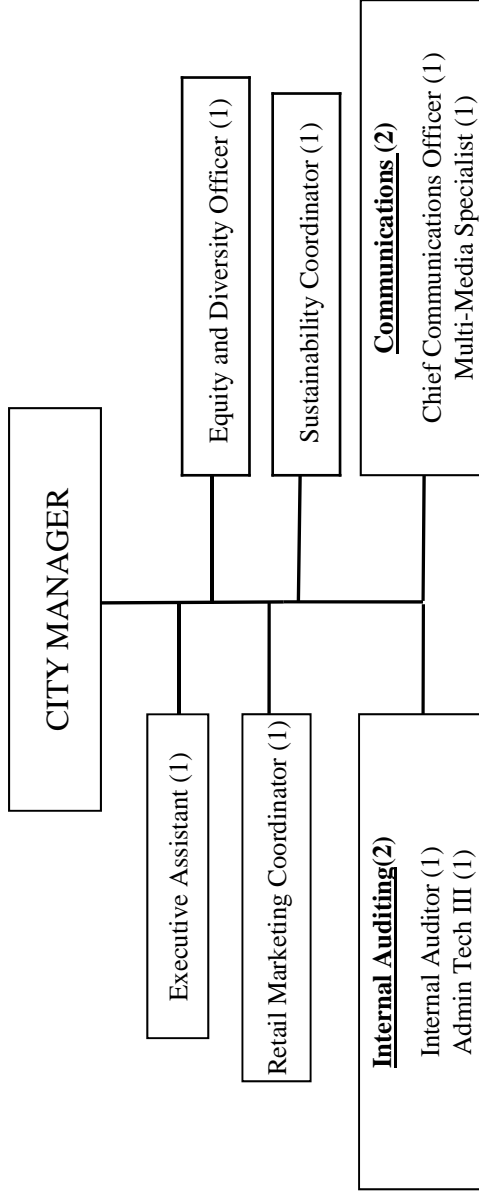 CITY MANAGER
Executive Assistant (1)
Equity and Diversity Officer (1)
Retail Marketing Coordinator (1)
Sustainability Coordinator (1)
Internal Auditing(2)
Internal Auditor (1)
Admin Tech III (1)
Communications (2)
Chief Communications Officer (1)
Multi-Media Specialist (1)